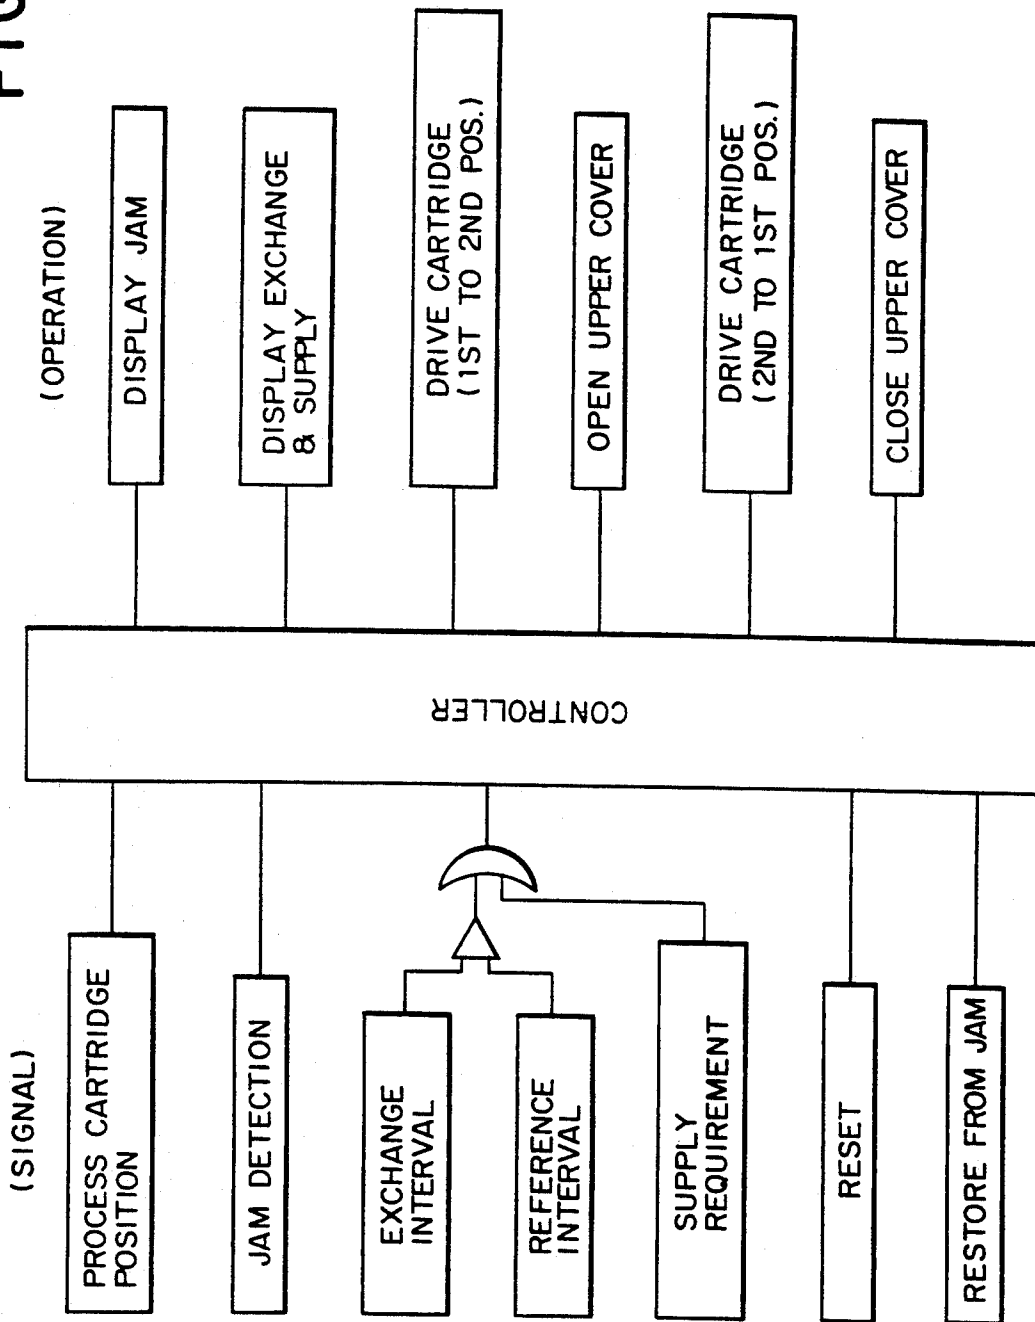 FIG
(SIGNAL)
PROCESS CARTRIDGE
POSITION
JAM DETECTION
EXCHANGE
INTERVAL
REFERENCE
INTERVAL
SUPPLY
REQUIREMENT
RESET
RESTORE FROM JAM
CONTROLLER
(OPERATION)
DISPLAY JAM
DISPLAY EXCHANGE
& SUPPLY
DRIVE CARTRIDGE
(1ST TO 2ND POS.)
OPEN UPPER COVER
DRIVE CARTRIDGE
(2ND TO 1ST POS.)
CLOSE UPPER COVER